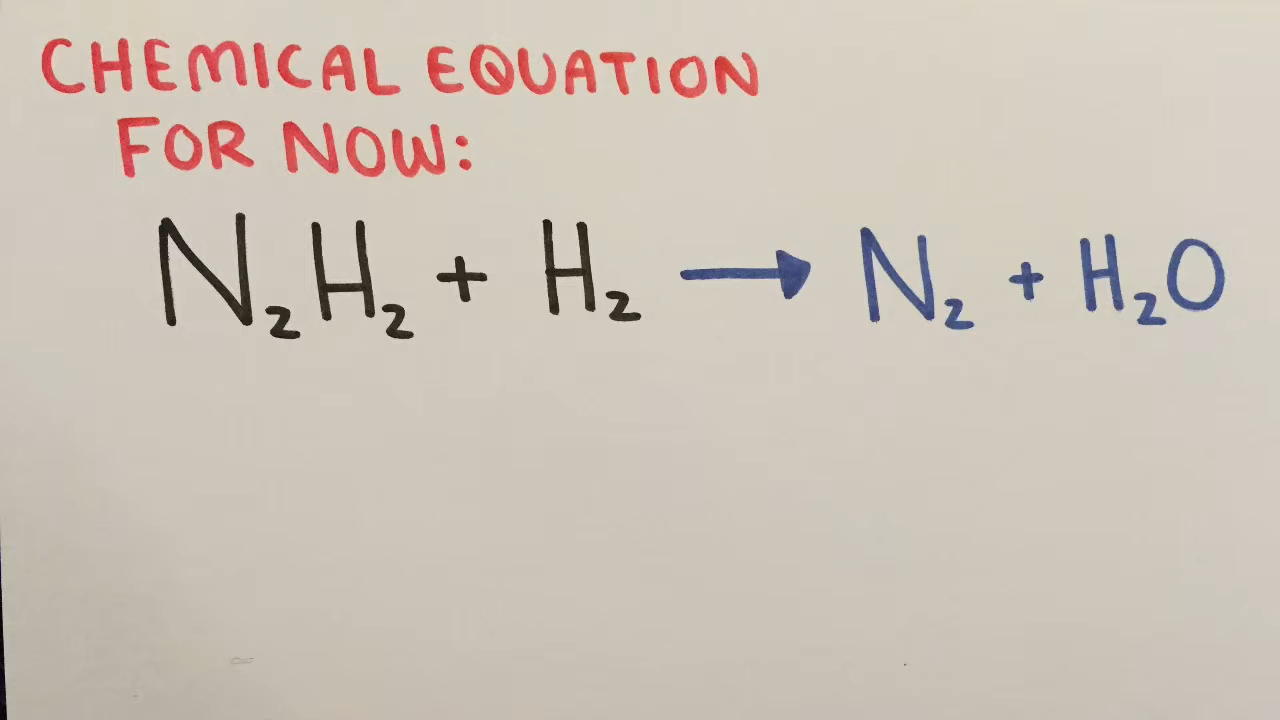 CHEMICAL EQUATION
FOR NOW:
N₂H₂ + H₂ → N₂ + H₂O